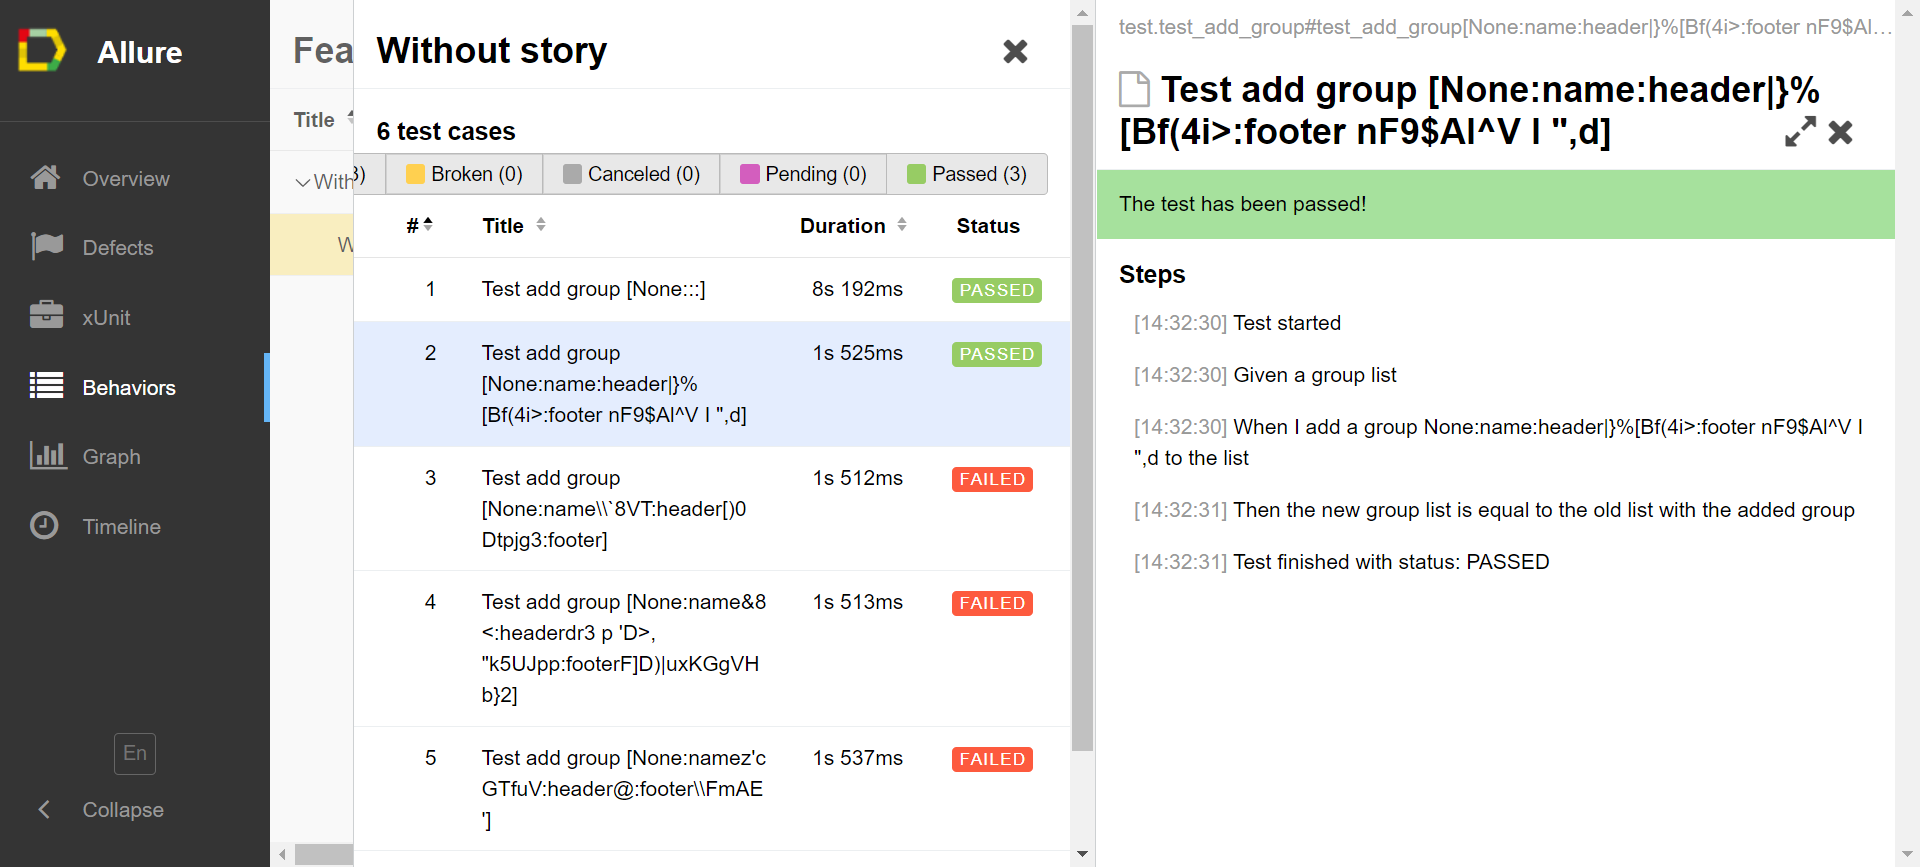 Allure
Overview
Defects
xUnit
Behaviors
Graph
Timeline
En
Collapse
Fea
Title
With
W
Without story
6 test cases
3) Broken (0) Canceled (0) Pending (0) Passed (3)
# Title Duration Status
1 Test add group [None:::] 8s 192ms PASSED
2 Test add group 1s 525ms PASSED
[None:name:header|}%
[Bf(4i>:footer nF9$Al^V I ",d]
3 Test add group 1s 512ms FAILED
[None:name\\`8VT:header[)0
Dtpjg3:footer]
4 Test add group [None:name&8 1s 513ms FAILED
<:headerdr3 p 'D>,
"k5UJpp:footerF]D)|uxKGgVH
b}2]
5 Test add group [None:namez'c 1s 537ms FAILED
GTfuV:header@:footer\\FmAE
']
test.test_add_group#test_add_group[None:name:header|}%[Bf(4i>:footer nF9$Al...
Test add group [None:name:header|}%
[Bf(4i>:footer nF9$Al^V I ",d]
The test has been passed!
Steps
[14:32:30] Test started
[14:32:30] Given a group list
[14:32:30] When I add a group None:name:header|}%[Bf(4i>:footer nF9$Al^V I
",d to the list
[14:32:31] Then the new group list is equal to the old list with the added group
[14:32:31] Test finished with status: PASSED